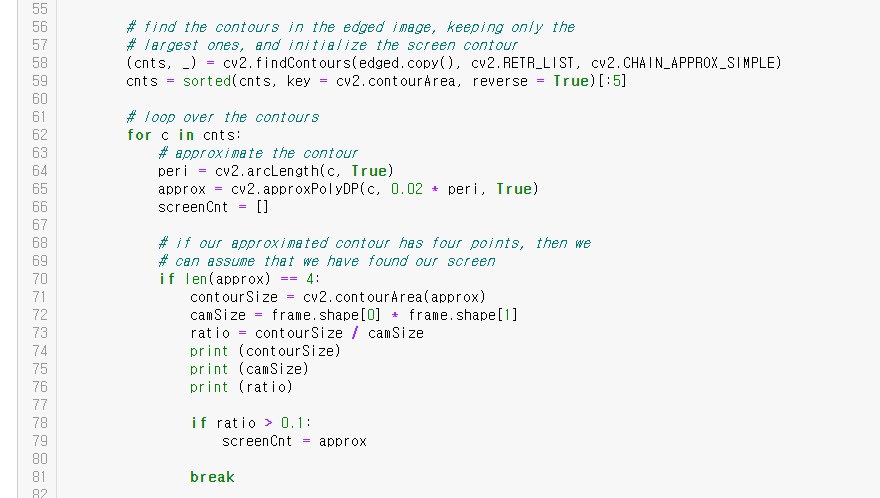 55
56 # find the contours in the edged image, keeping only the
57 # largest ones, and initialize the screen contour
58 (cnts, _) = cv2.findContours(edged.copy(), cv2.RETR_LIST, cv2.CHAIN_APPROX_SIMPLE)
59 cnts = sorted(cnts, key = cv2.contourArea, reverse = True)[:5]
60
61 # loop over the contours
62 for c in cnts:
63 # approximate the contour
64 peri = cv2.arcLength(c, True)
65 approx = cv2.approxPolyDP(c, 0.02 * peri, True)
66 screenCnt = []
67
68 # if our approximated contour has four points, then we
69 # can assume that we have found our screen
70 if len(approx) == 4:
71 contourSize = cv2.contourArea(approx)
72 camSize = frame.shape[0] * frame.shape[1]
73 ratio = contourSize / camSize
74 print (contourSize)
75 print (camSize)
76 print (ratio)
77
78 if ratio > 0.1:
79 screenCnt = approx
80
81 break
82